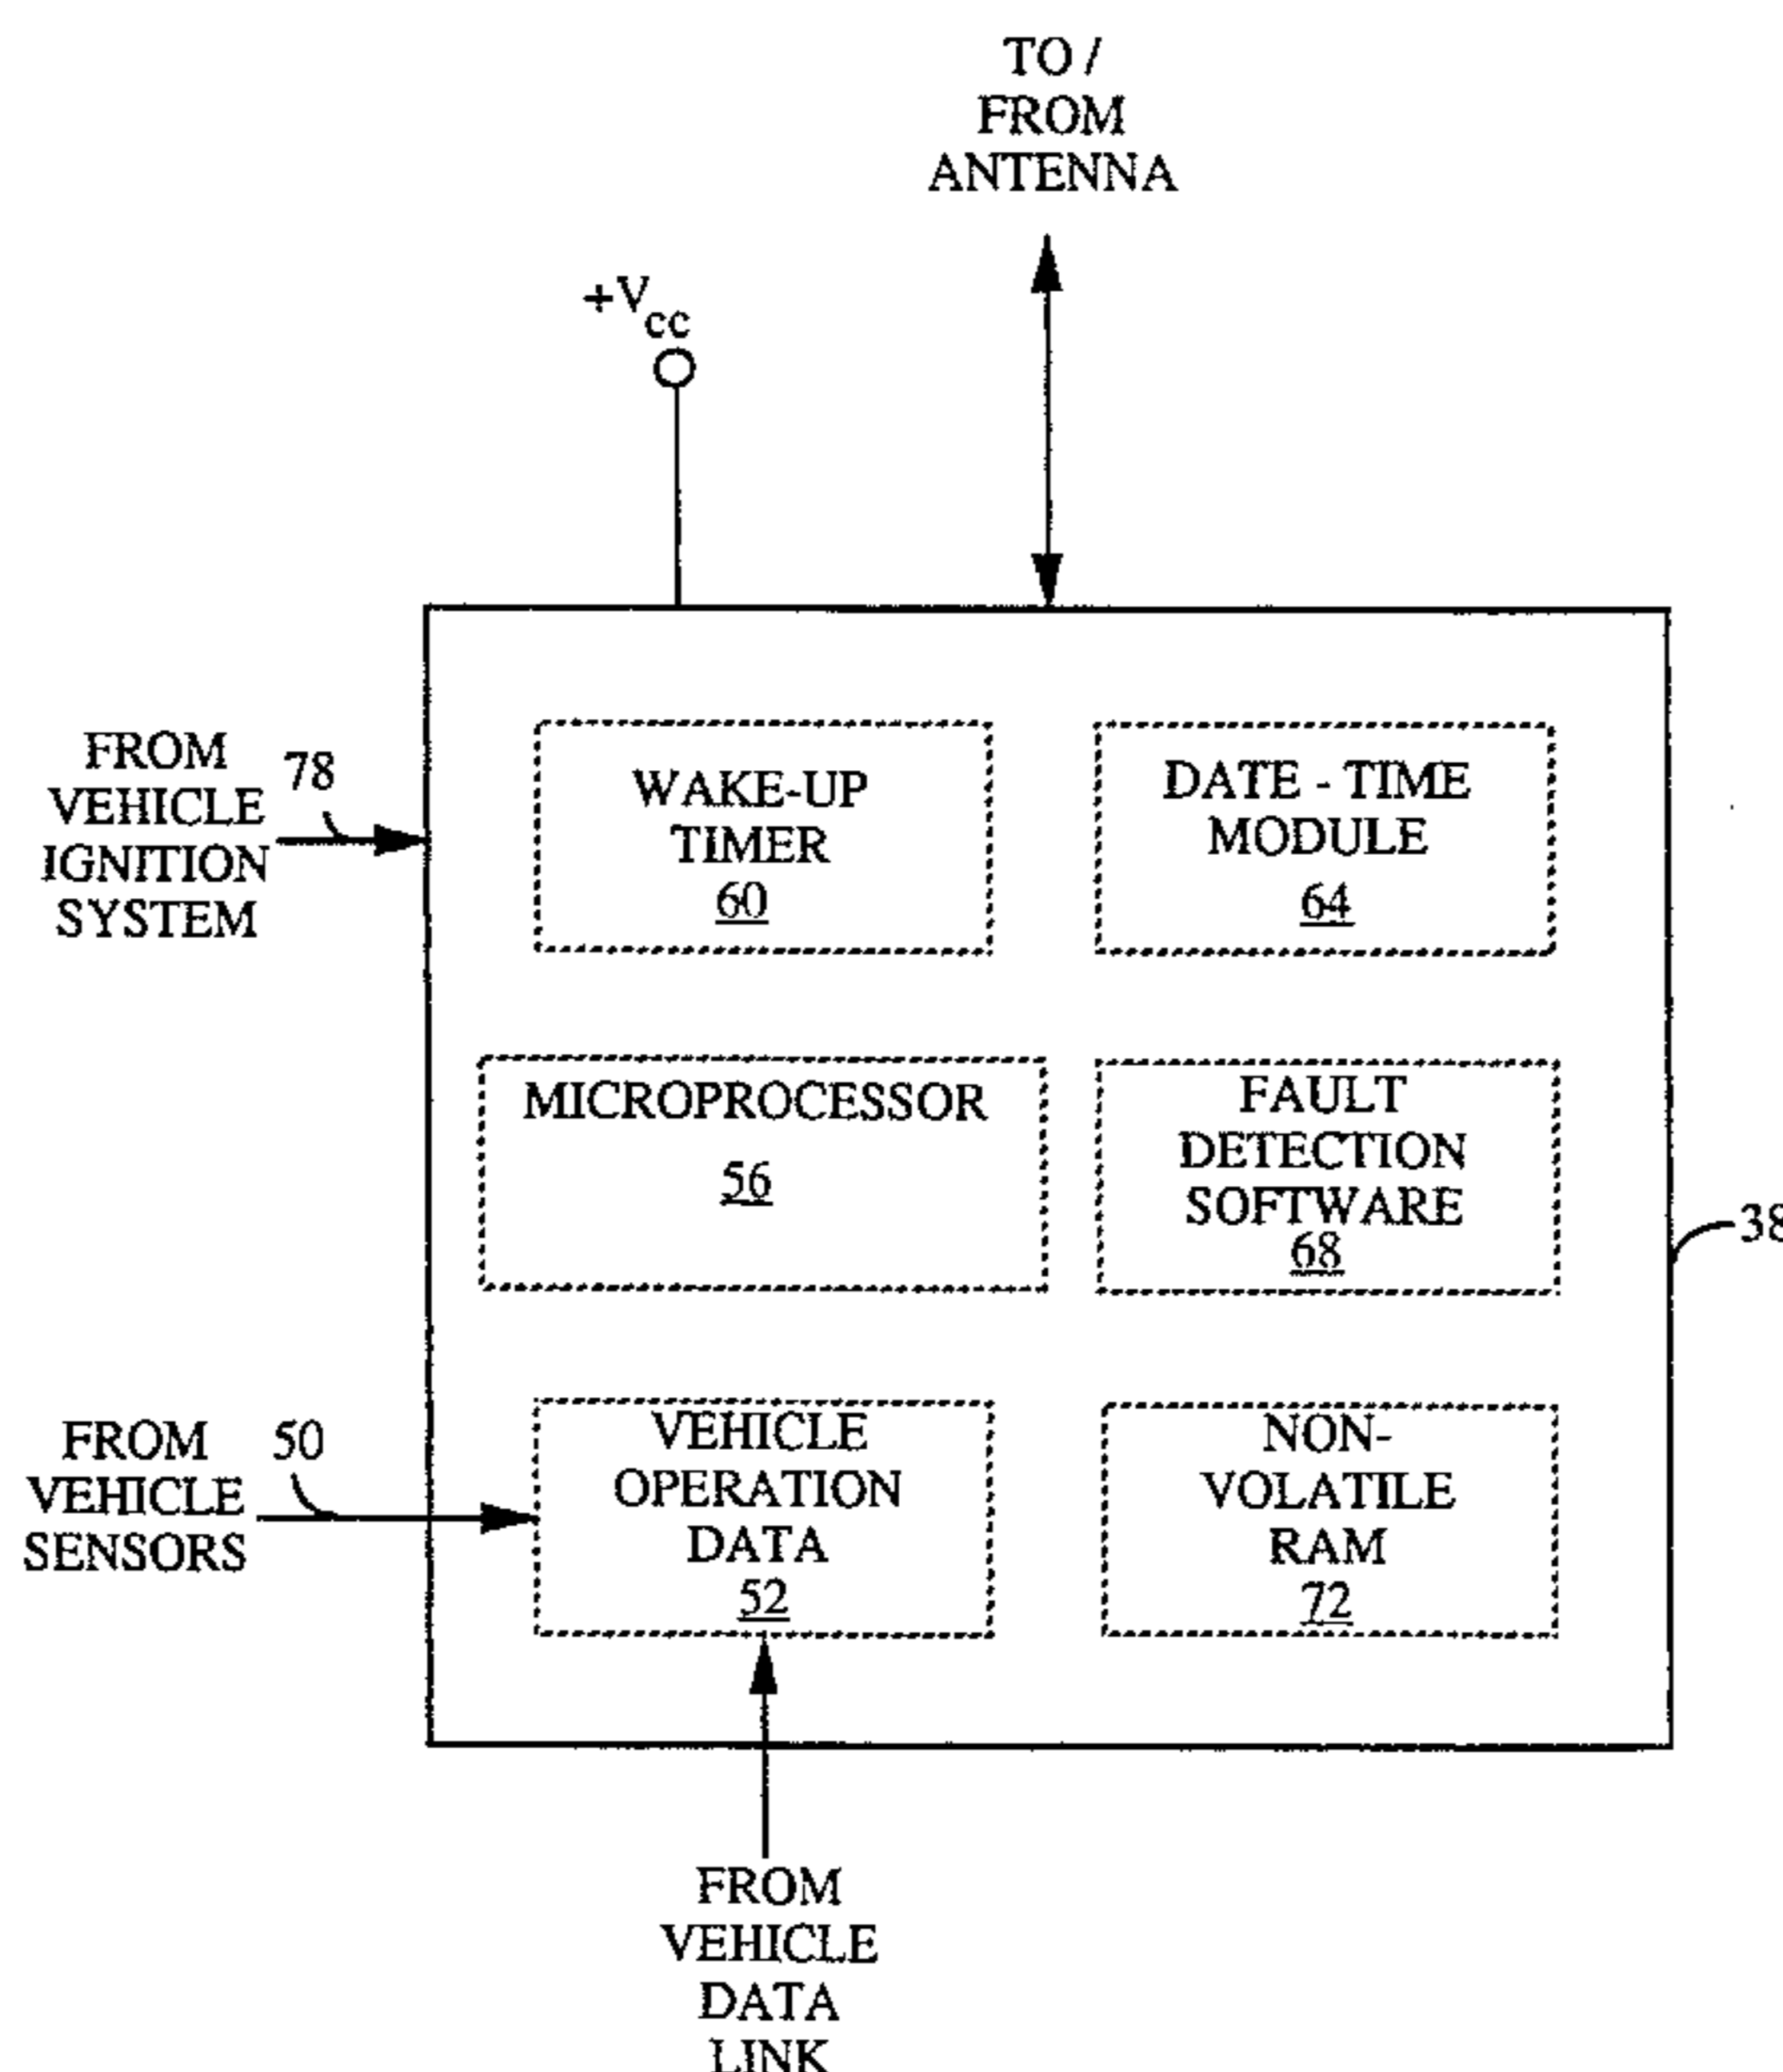 TO /
FROM
ANTENNA
+Vcc
FROM
VEHICLE
IGNITION
SYSTEM
78
WAKE-UP
TIMER
60
DATE - TIME
MODULE
64
MICROPROCESSOR
56
FAULT
DETECTION
SOFTWARE
68
38
FROM
VEHICLE
SENSORS
50
VEHICLE
OPERATION
DATA
52
NON-
VOLATILE
RAM
72
FROM
VEHICLE
DATA
LINK